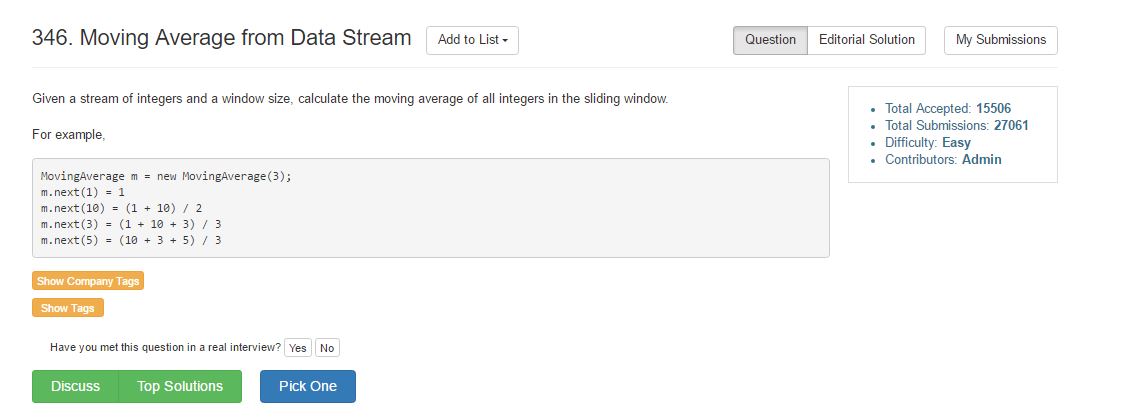 346. Moving Average from Data Stream
Add to List
Question
Editorial Solution
My Submissions
Given a stream of integers and a window size, calculate the moving average of all integers in the sliding window.
For example,
MovingAverage m = new MovingAverage(3);
m.next(1) = 1
m.next(10) = (1 + 10) / 2
m.next(3) = (1 + 10 + 3) / 3
m.next(5) = (10 + 3 + 5) / 3
Total Accepted: 15506
Total Submissions: 27061
Difficulty: Easy
Contributors: Admin
Show Company Tags
Show Tags
Have you met this question in a real interview? Yes No
Discuss
Top Solutions
Pick One